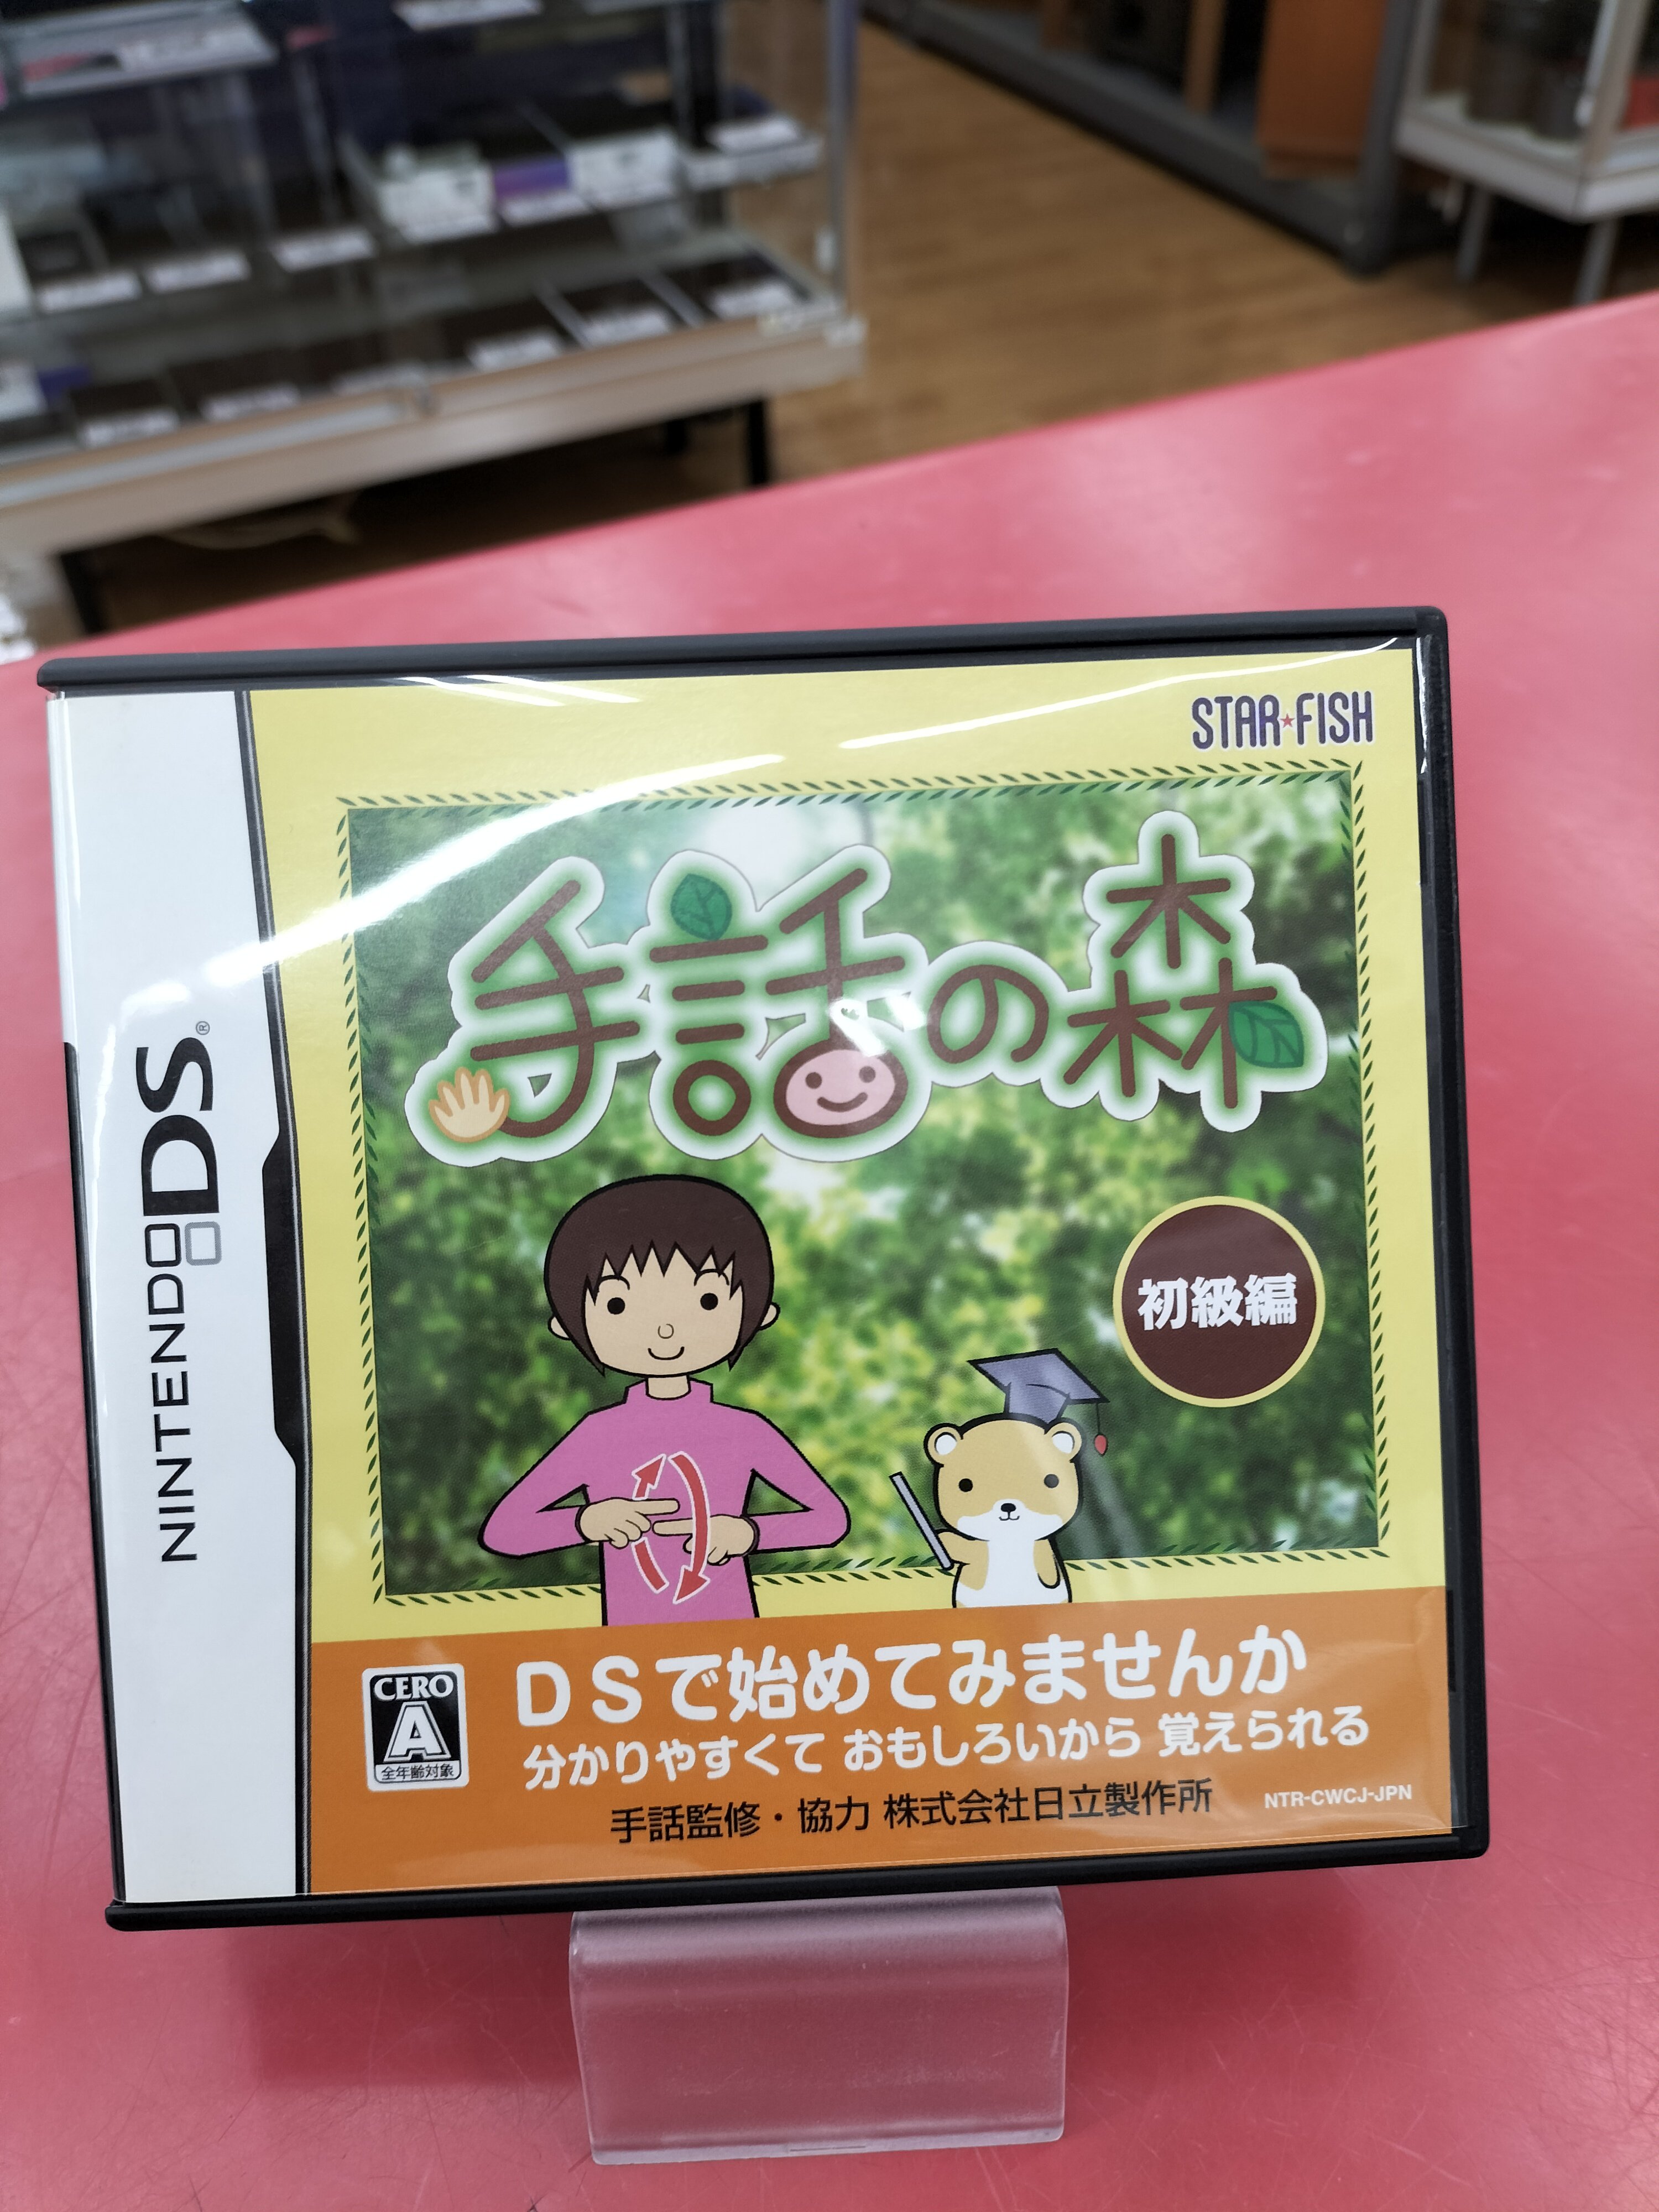 STAR★FISH
手話の森
初級編
NINTENDO DS®
CERO
A
全年齢対象
DSで始めてみませんか
分かりやすくて おもしろいから 覚えられる
手話監修・協力 株式会社日立製作所
NTR-CWCJ-JPN